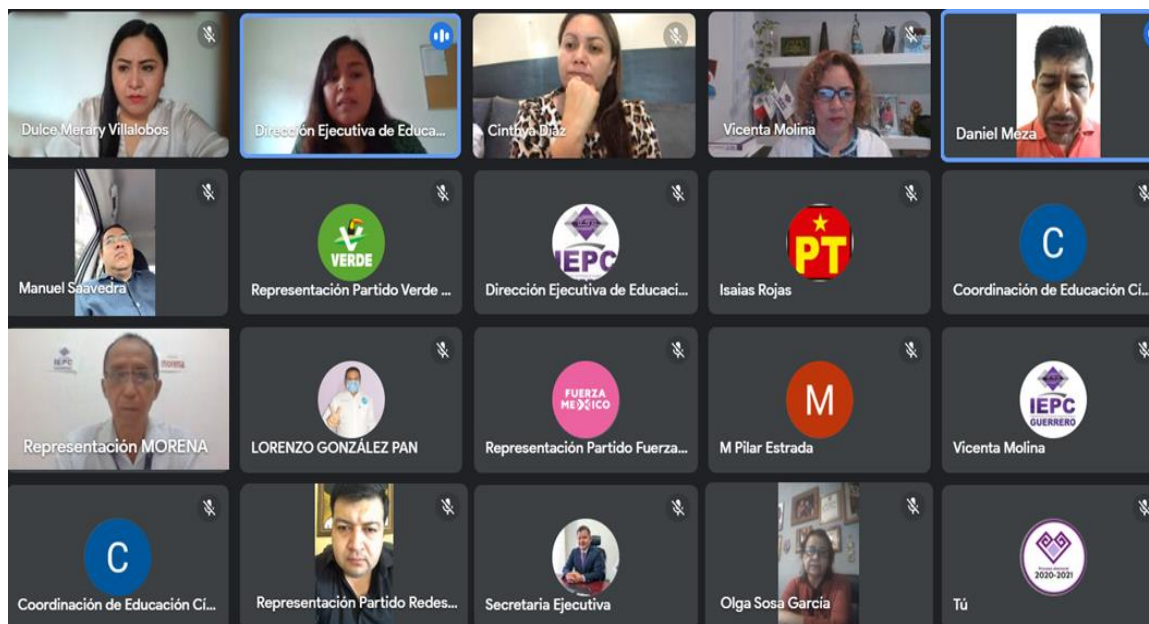 Dulce Merary Villalobos
Dirección Ejecutiva de Educa...
Cinthya Díaz
Vicenta Molina
Daniel Meza
Manuel Saavedra
VERDE
Representación Partido Verde ...
IEPC
Dirección Ejecutiva de Educaci...
PT
Isaias Rojas
C
Coordinación de Educación Cí...
IEPC
morena
Representación MORENA
LORENZO GONZÁLEZ PAN
FUERZA
MEXICO
Representación Partido Fuerza...
M
M Pilar Estrada
IEPC
GUERRERO
Vicenta Molina
C
Coordinación de Educación Cí...
Representación Partido Redes...
Secretaria Ejecutiva
Olga Sosa García
Proceso electoral
2020-2021
Tú